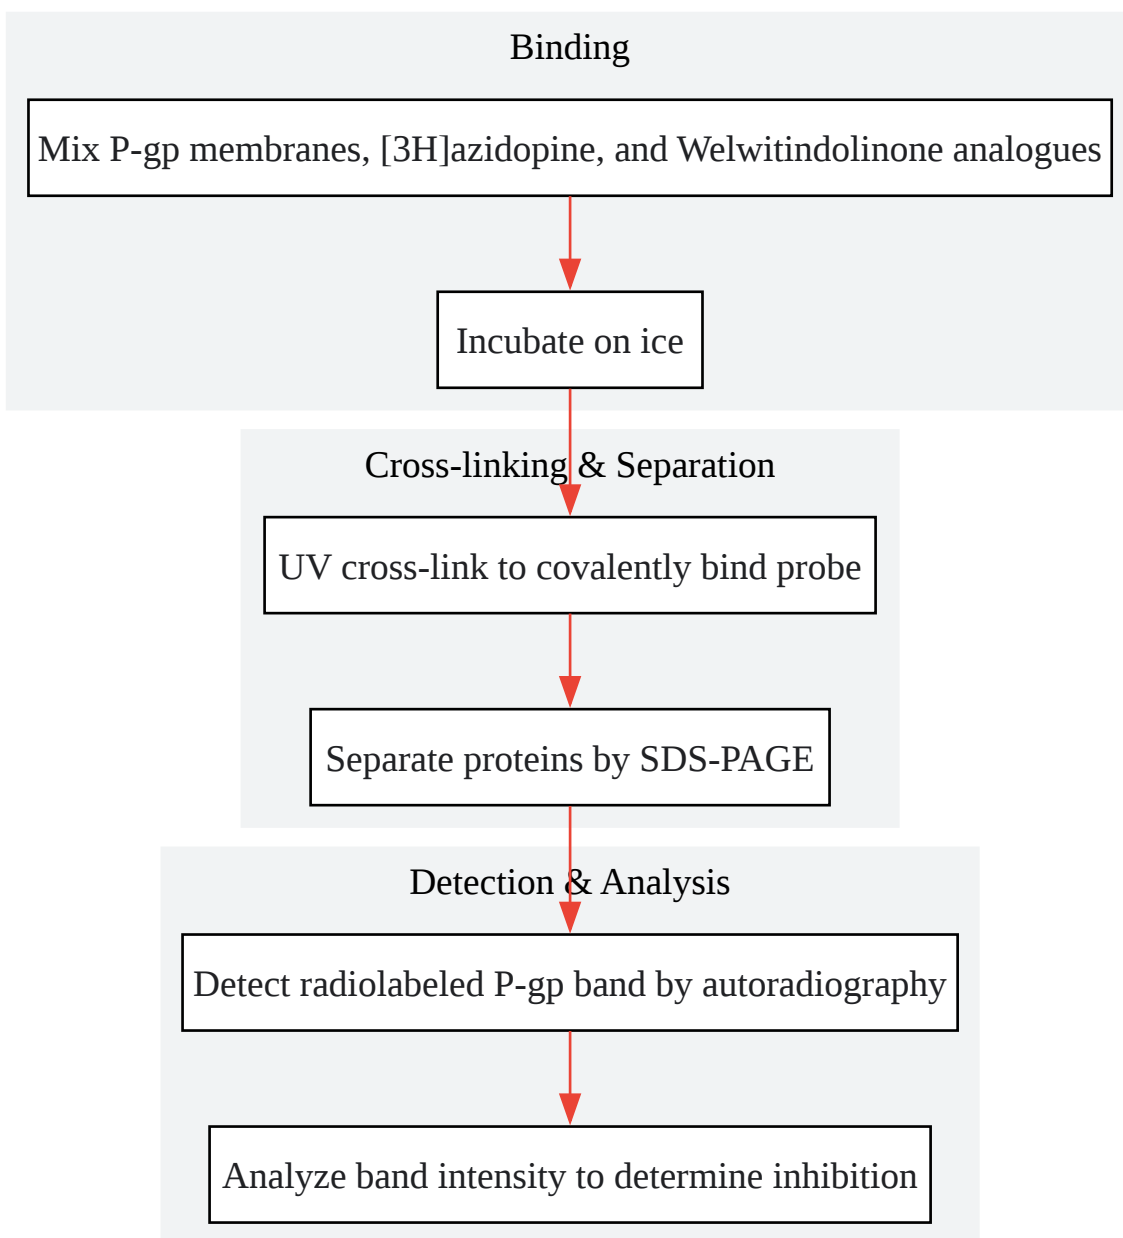 Binding
Mix P-gp membranes, [3H]azidopine, and Welwitindolinone analogues
Incubate on ice
Cross-linking & Separation
UV cross-link to covalently bind probe
Separate proteins by SDS-PAGE
Detection & Analysis
Detect radiolabeled P-gp band by autoradiography
Analyze band intensity to determine inhibition